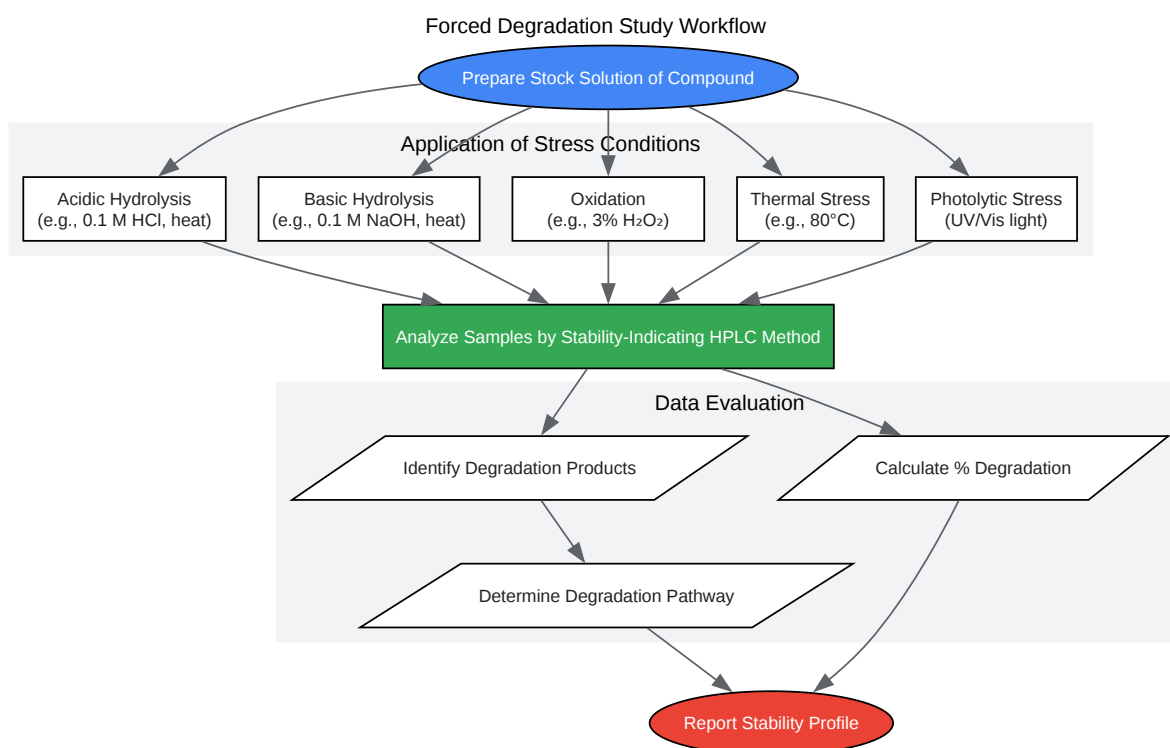 Forced Degradation Study Workflow
Prepare Stock Solution of Compound
Application of Stress Conditions
Acidic Hydrolysis
(e.g., 0.1 M HCl, heat)
Basic Hydrolysis
(e.g., 0.1 M NaOH, heat)
Oxidation
(e.g., 3% H₂O₂)
Thermal Stress
(e.g., 80°C)
Photolytic Stress
(UV/Vis light)
Analyze Samples by Stability-Indicating HPLC Method
Data Evaluation
Identify Degradation Products
Calculate % Degradation
Determine Degradation Pathway
Report Stability Profile